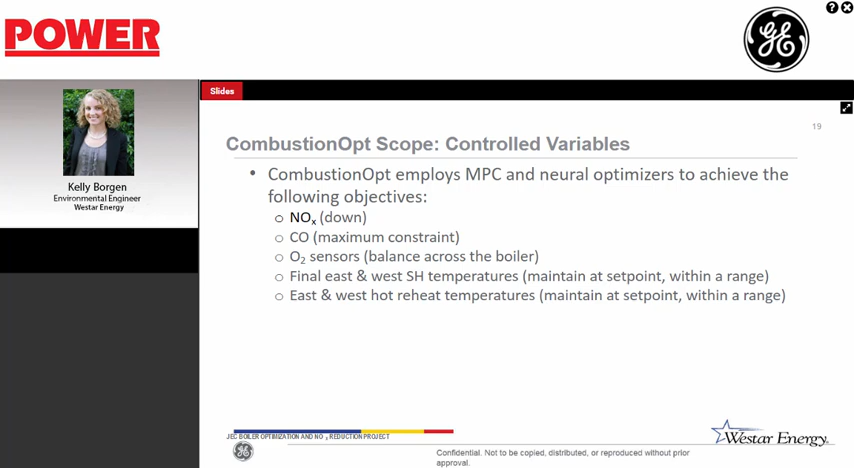 POWER
GE
? X
Slides
19
Kelly Borgen
Environmental Engineer
Westar Energy
CombustionOpt Scope: Controlled Variables
• CombustionOpt employs MPC and neural optimizers to achieve the
following objectives:
○ NOx (down)
○ CO (maximum constraint)
○ O2 sensors (balance across the boiler)
○ Final east & west SH temperatures (maintain at setpoint, within a range)
○ East & west hot reheat temperatures (maintain at setpoint, within a range)
JEC BOILER OPTIMIZATION AND NOX REDUCTION PROJECT
GE
Confidential. Not to be copied, distributed, or reproduced without prior
approval.
Westar Energy.